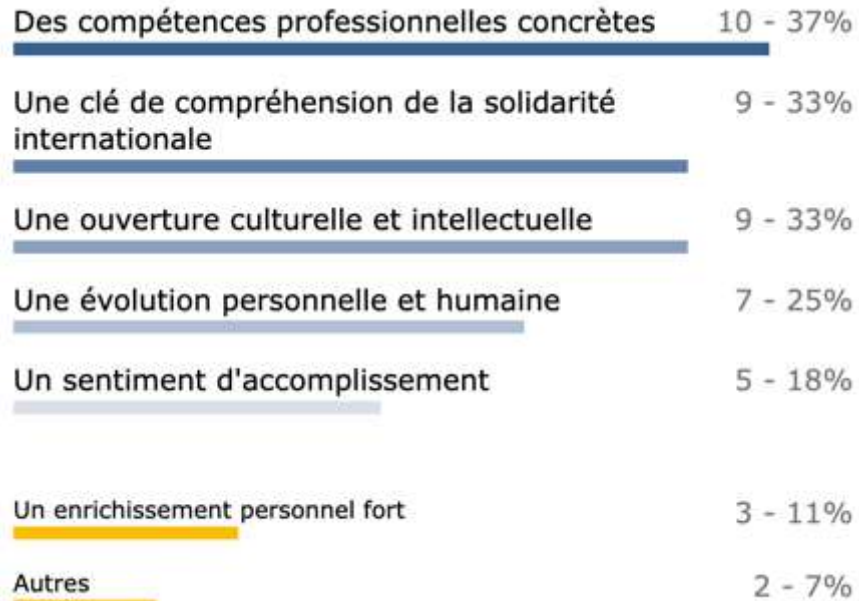 Des compétences professionnelles concrètes 10 - 37%
Une clé de compréhension de la solidarité 9 - 33%
internationale
Une ouverture culturelle et intellectuelle 9 - 33%
Une évolution personnelle et humaine 7 - 25%
Un sentiment d'accomplissement 5 - 18%
Un enrichissement personnel fort 3 - 11%
Autres 2 - 7%